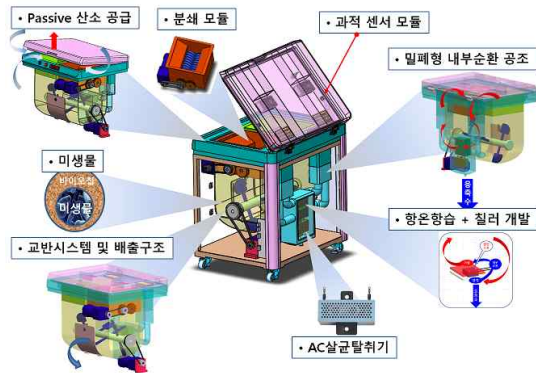 • Passive 산소 공급
• 분쇄 모듈
• 과적 센서 모듈
• 밀폐형 내부순환 공조
• 미생물
바이오칩
미생물
응축수
• 항온항습 + 칠러 개발
• 교반시스템 및 배출구조
• AC살균탈취기